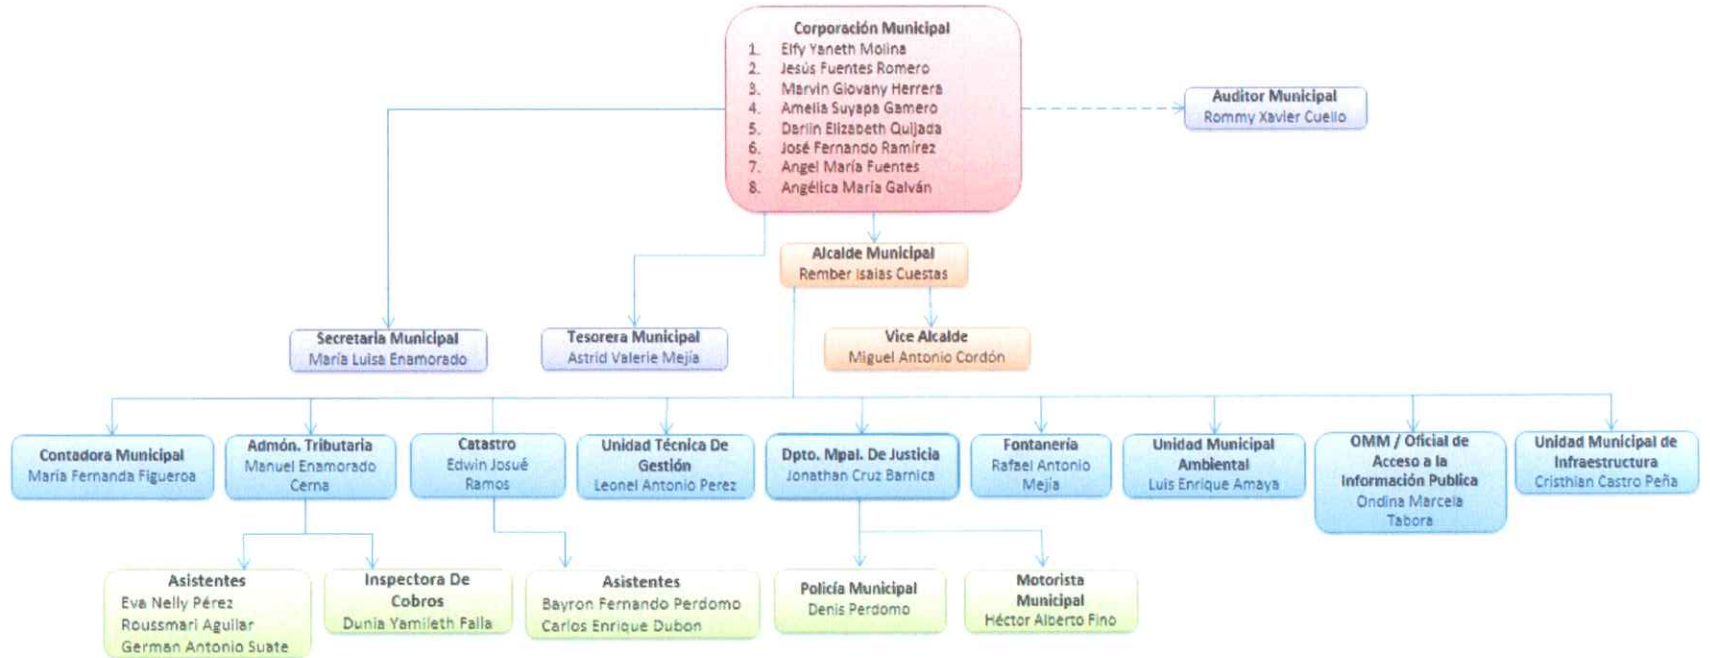 Corporación Municipal
1. Elfy Yaneth Molina
2. Jesús Fuentes Romero
3. Marvin Giovany Herrera
4. Amelia Suyapa Gamero
5. Darlin Elizabeth Quijada
6. José Fernando Ramírez
7. Angel María Fuentes
8. Angélica María Galván
Auditor Municipal
Rommy Xavier Cuello
Alcalde Municipal
Rember Isaias Cuestas
Secretaria Municipal
María Luisa Enamorado
Tesorera Municipal
Astrid Valerie Mejía
Vice Alcalde
Miguel Antonio Cordón
Contadora Municipal
María Fernanda Figueroa
Admón. Tributaria
Manuel Enamorado
Cerna
Catastro
Edwin Josué
Ramos
Unidad Técnica De
Gestión
Leonel Antonio Perez
Dpto. Mpal. De Justicia
Jonathan Cruz Barnica
Fontanería
Rafael Antonio
Mejía
Unidad Municipal
Ambiental
Luis Enrique Amaya
OMM / Oficial de
Acceso a la
Información Publica
Ondina Marcela
Tabora
Unidad Municipal de
Infraestructura
Cristhian Castro Peña
Asistentes
Eva Nelly Pérez
Roussmari Aguilar
German Antonio Suate
Inspectora De
Cobros
Dunia Yamileth Falla
Asistentes
Bayron Fernando Perdomo
Carlos Enrique Dubon
Policía Municipal
Denis Perdomo
Motorista
Municipal
Héctor Alberto Fino